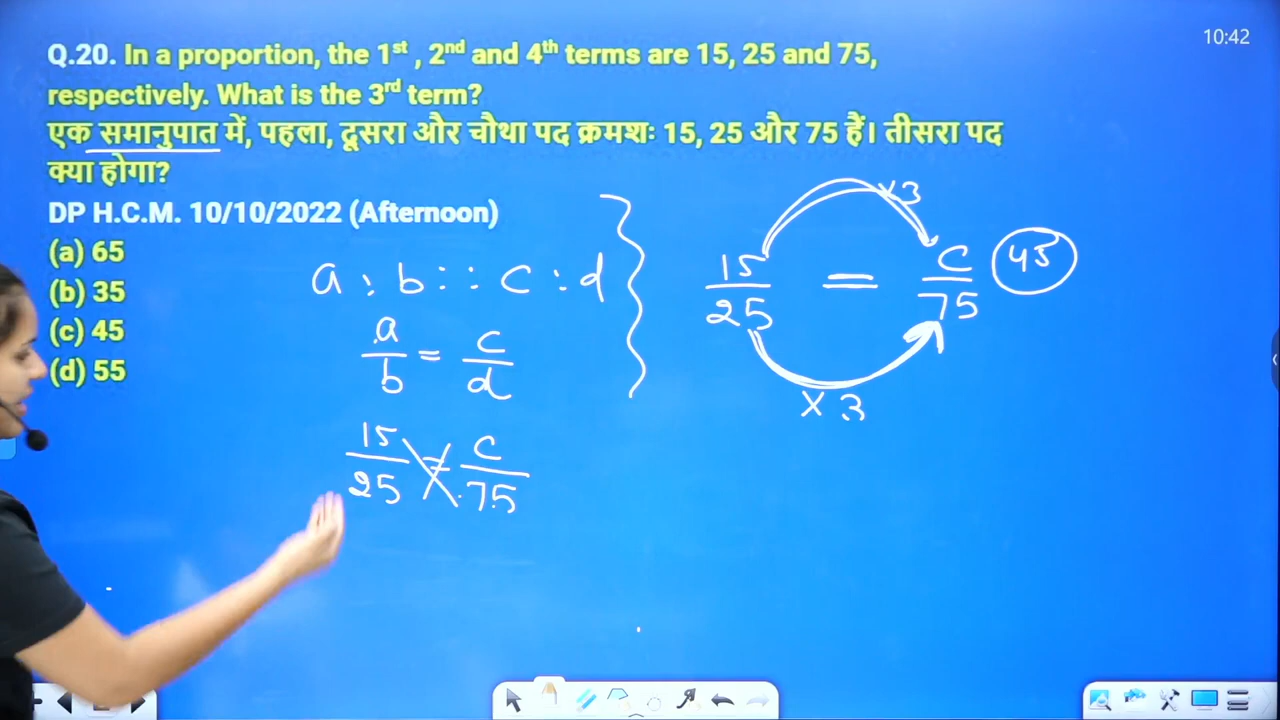 10:42
Q.20. In a proportion, the 1st , 2nd and 4th terms are 15, 25 and 75,
respectively. What is the 3rd term?
एक समानुपात में, पहला, दूसरा और चौथा पद क्रमशः 15, 25 और 75 हैं। तीसरा पद
क्या होगा?
DP H.C.M. 10/10/2022 (Afternoon)
(a) 65
(b) 35
(c) 45
(d) 55
a : b :: c : d
a/b = c/d
15/25 = c/75
×3
15/25 = c/75 45
×3